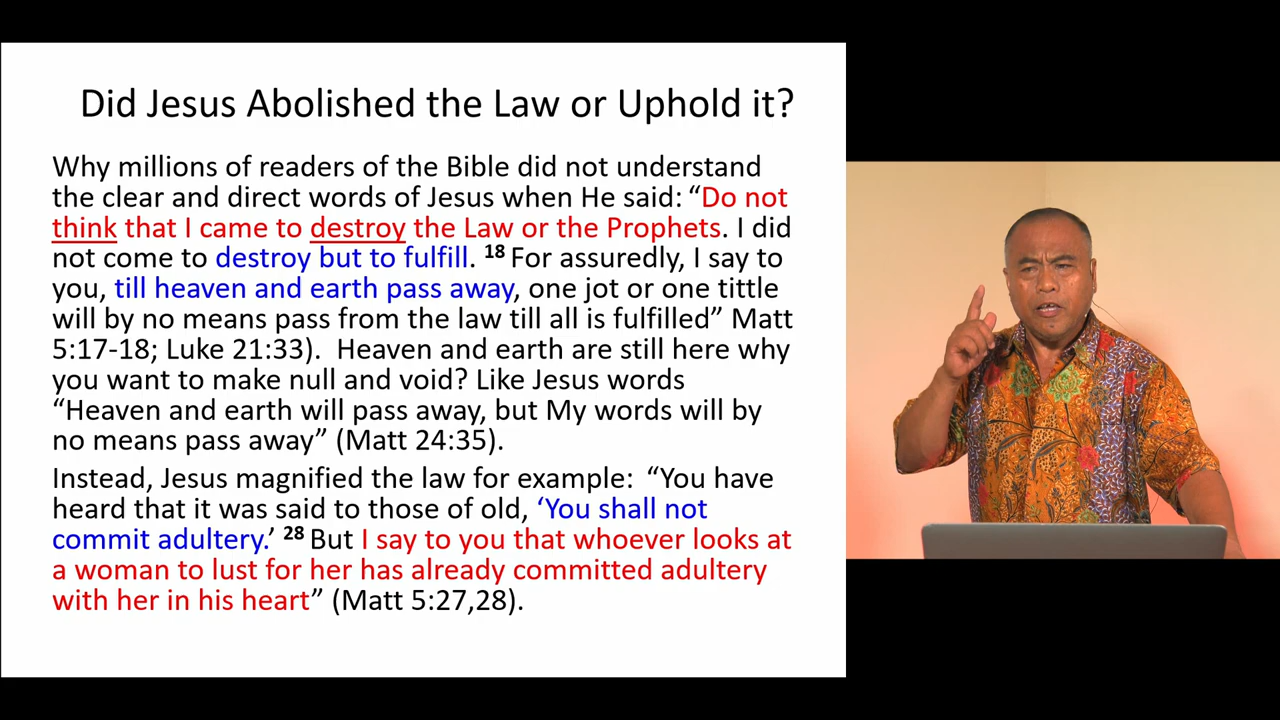 Did Jesus Abolished the Law or Uphold it?
Why millions of readers of the Bible did not understand
the clear and direct words of Jesus when He said: “Do not
think that I came to destroy the Law or the Prophets. I did
not come to destroy but to fulfill. 18 For assuredly, I say to
you, till heaven and earth pass away, one jot or one tittle
will by no means pass from the law till all is fulfilled” Matt
5:17-18; Luke 21:33).  Heaven and earth are still here why
you want to make null and void? Like Jesus words
“Heaven and earth will pass away, but My words will by
no means pass away” (Matt 24:35).
Instead, Jesus magnified the law for example:  “You have
heard that it was said to those of old, ‘You shall not
commit adultery.’ 28 But I say to you that whoever looks at
a woman to lust for her has already committed adultery
with her in his heart” (Matt 5:27,28).